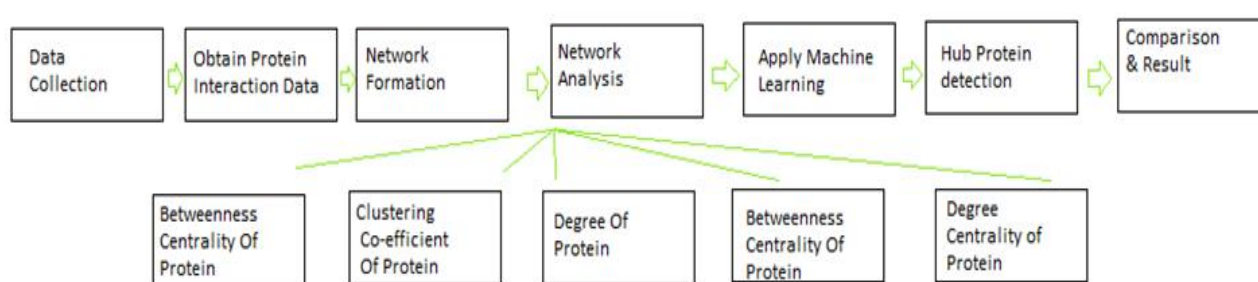 Data
Collection
Obtain Protein
Interaction Data
Network
Formation
Network
Analysis
Apply Machine
Learning
Hub Protein
detection
Comparison
& Result
Betweenness
Centrality Of
Protein
Clustering
Co-efficient
Of Protein
Degree Of
Protein
Betweenness
Centrality Of
Protein
Degree
Centrality of
Protein